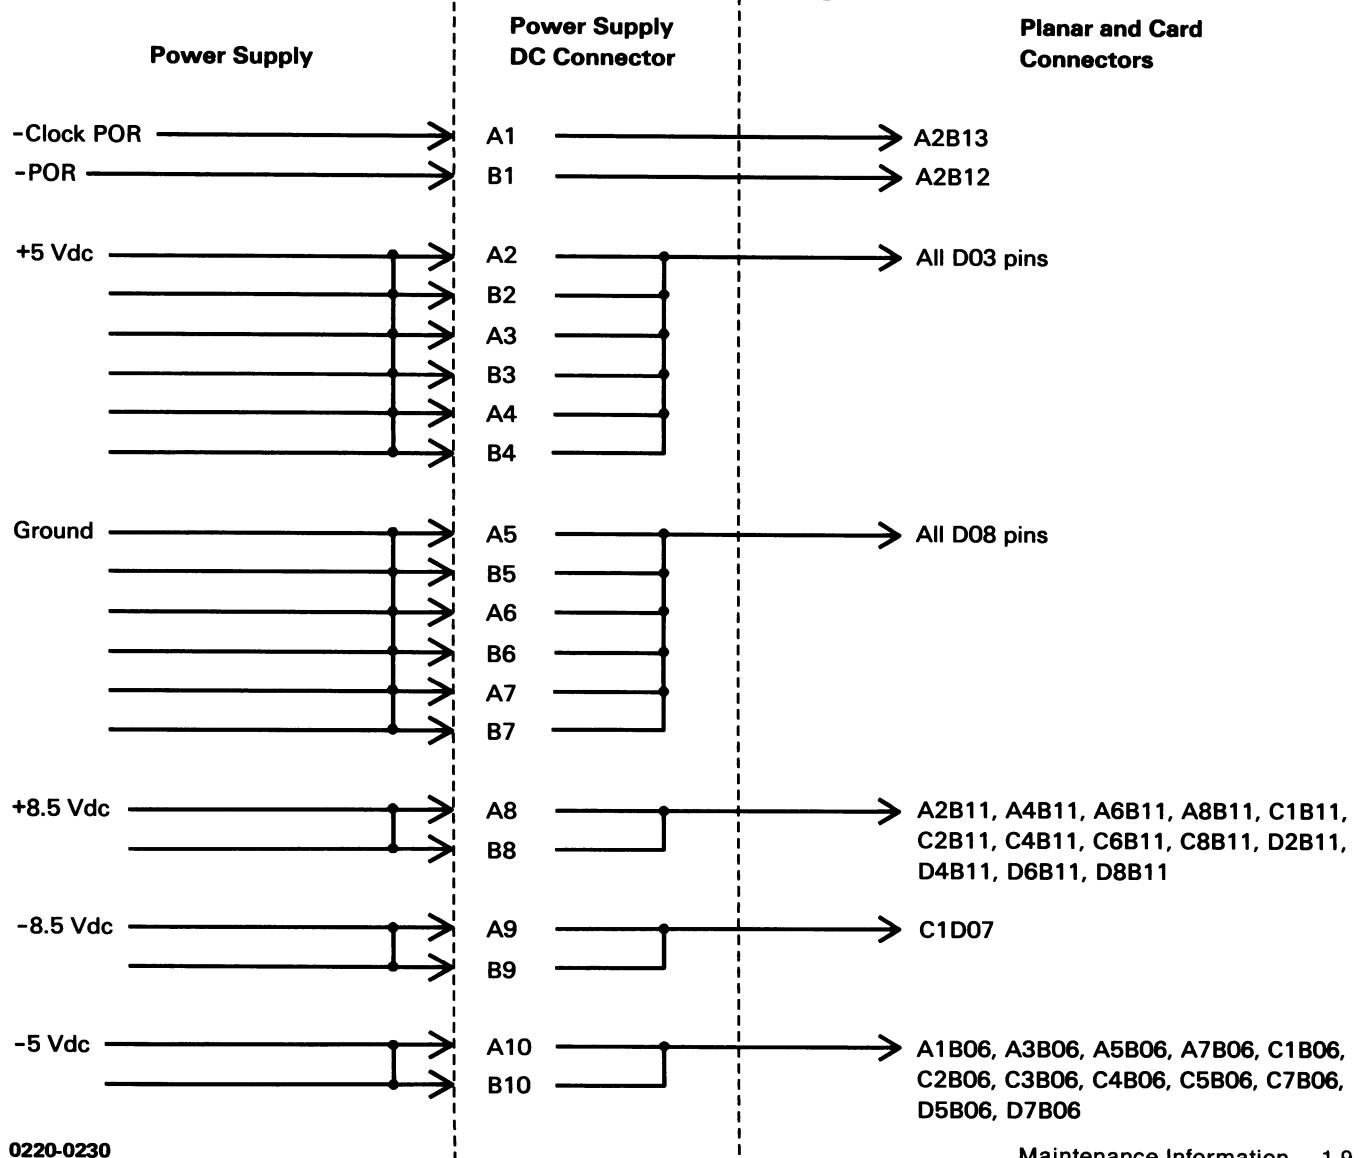 Power Supply
Power Supply
DC Connector
Planar and Card
Connectors
-Clock POR A1 A2B13
-POR B1 A2B12
+5 Vdc A2 All D03 pins
B2
A3
B3
A4
B4
Ground A5 All D08 pins
B5
A6
B6
A7
B7
+8.5 Vdc A8 A2B11, A4B11, A6B11, A8B11, C1B11,
B8 C2B11, C4B11, C6B11, C8B11, D2B11,
D4B11, D6B11, D8B11
-8.5 Vdc A9 C1D07
B9
-5 Vdc A10 A1B06, A3B06, A5B06, A7B06, C1B06,
B10 C2B06, C3B06, C4B06, C5B06, C7B06,
D5B06, D7B06
0220-0230 Maintenance Information 1-9